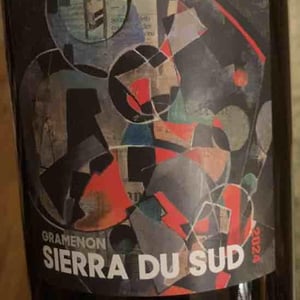 GRAMENON
SIERRA DU SUD
2024